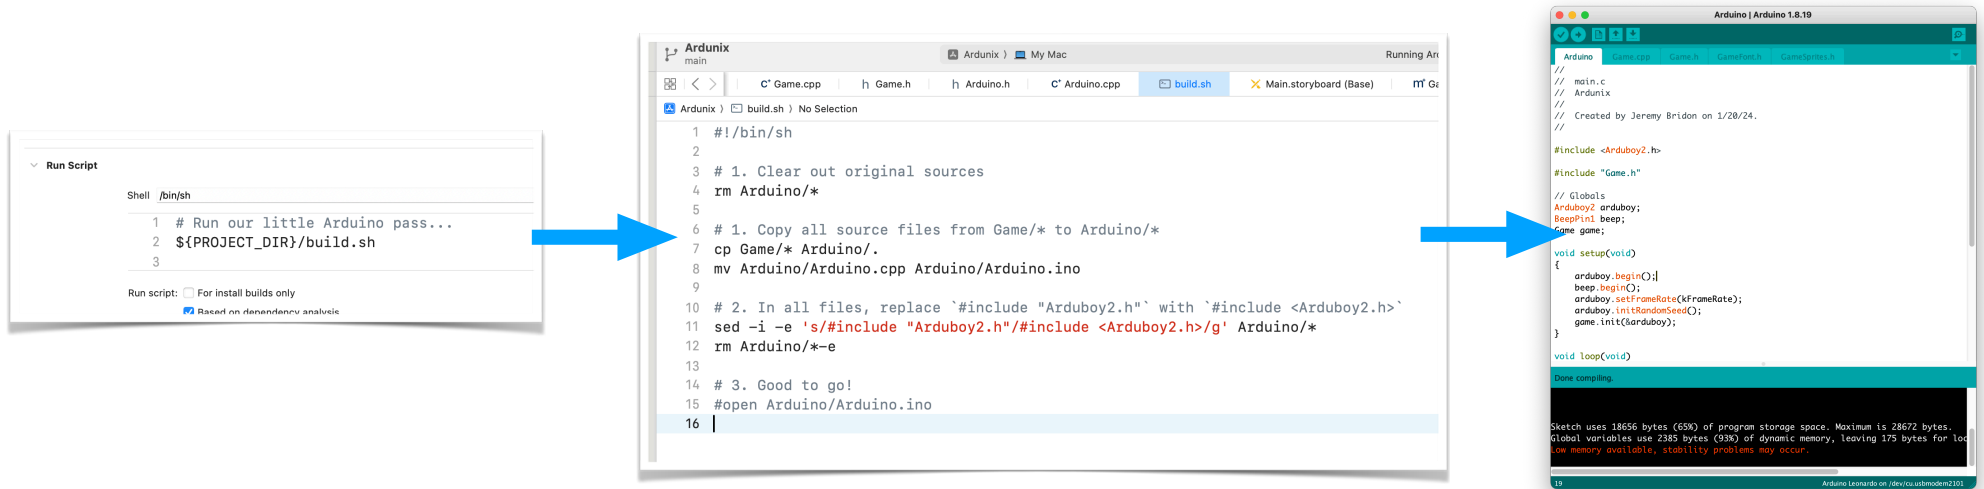 Run Script
Shell /bin/sh
1 # Run our little Arduino pass...
2 ${PROJECT_DIR}/build.sh
3
Run script: For install builds only
Based on dependency analysis
Ardunix
main
Ardunix 〉 My Mac
Running Ard
Game.cpp
h Game.h
h Arduino.h
Arduino.cpp
build.sh
Main.storyboard (Base)
Ga
Ardunix 〉 build.sh 〉 No Selection
1 #!/bin/sh
2
3 # 1. Clear out original sources
4 rm Arduino/*
5
6 # 1. Copy all source files from Game/* to Arduino/*
7 cp Game/* Arduino/.
8 mv Arduino/Arduino.cpp Arduino/Arduino.ino
9
10 # 2. In all files, replace `#include "Arduboy2.h"` with `#include <Arduboy2.h>`
11 sed -i -e 's/#include "Arduboy2.h"/#include <Arduboy2.h>/g' Arduino/*
12 rm Arduino/*-e
13
14 # 3. Good to go!
15 #open Arduino/Arduino.ino
16
Arduino | Arduino 1.8.19
Arduino Game.cpp Game.h GameFont.h GameSprites.h
//
// main.c
// Ardunix
//
// Created by Jeremy Bridon on 1/20/24.
//
#include <Arduboy2.h>
#include "Game.h"
// Globals
Arduboy2 arduboy;
BeepPin1 beep;
Game game;
void setup(void)
{
arduboy.begin();
beep.begin();
arduboy.setFrameRate(kFrameRate);
arduboy.initRandomSeed();
game.init(&arduboy);
}
void loop(void)
Done compiling.
Sketch uses 18656 bytes (65%) of program storage space. Maximum is 28672 bytes.
Global variables use 2385 bytes (93%) of dynamic memory, leaving 175 bytes for loc
Low memory available, stability problems may occur.
19
Arduino Leonardo on /dev/cu.usbmodem2101